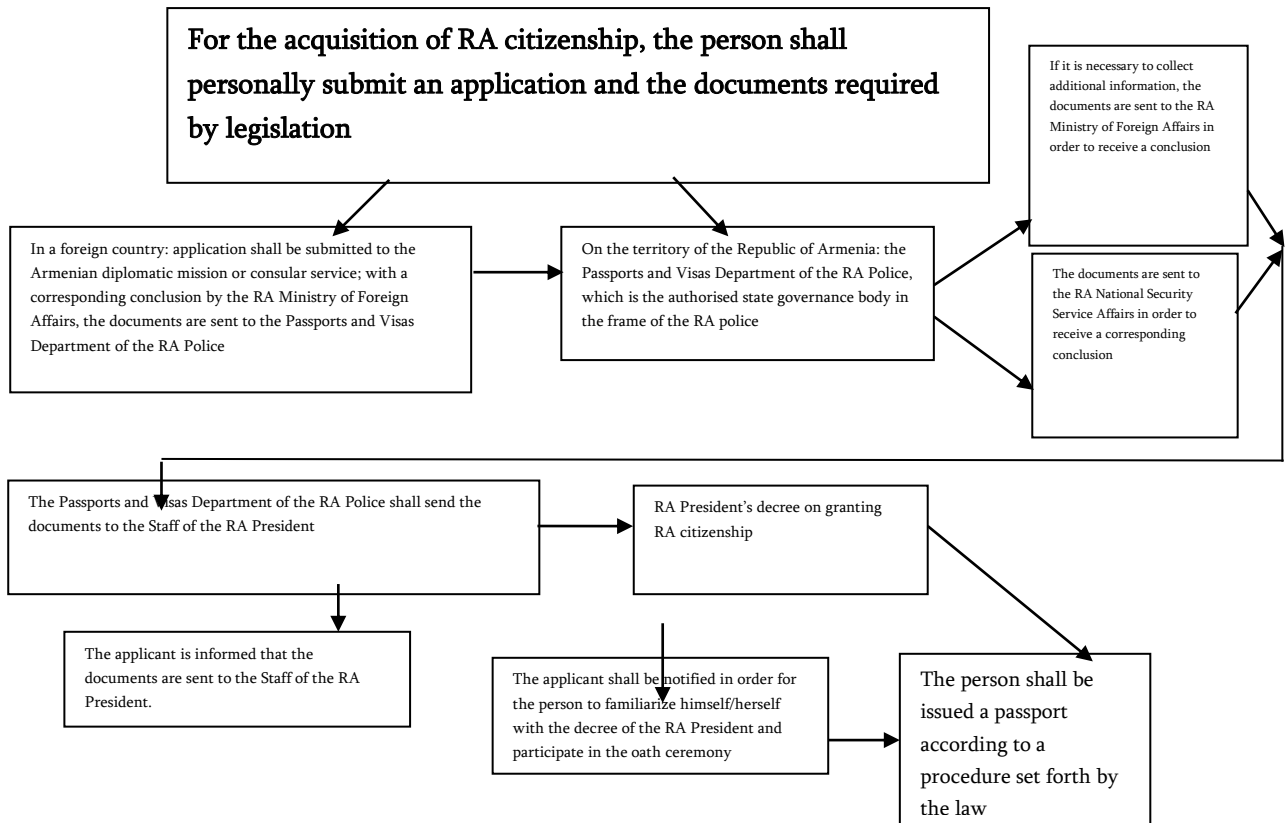 For the acquisition of RA citizenship, the person shall
personally submit an application and the documents required
by legislation
If it is necessary to collect
additional information, the
documents are sent to the RA
Ministry of Foreign Affairs in
order to receive a conclusion
In a foreign country: application shall be submitted to the
Armenian diplomatic mission or consular service; with a
corresponding conclusion by the RA Ministry of Foreign
Affairs, the documents are sent to the Passports and Visas
Department of the RA Police
On the territory of the Republic of Armenia: the
Passports and Visas Department of the RA Police,
which is the authorised state governance body in
the frame of the RA police
The documents are sent to
the RA National Security
Service Affairs in order to
receive a corresponding
conclusion
The Passports and Visas Department of the RA Police shall send the
documents to the Staff of the RA President
RA President's decree on granting
RA citizenship
The applicant is informed that the
documents are sent to the Staff of the RA
President.
The applicant shall be notified in order for
the person to familiarize himself/herself
with the decree of the RA President and
participate in the oath ceremony
The person shall be
issued a passport
according to a
procedure set forth by
the law